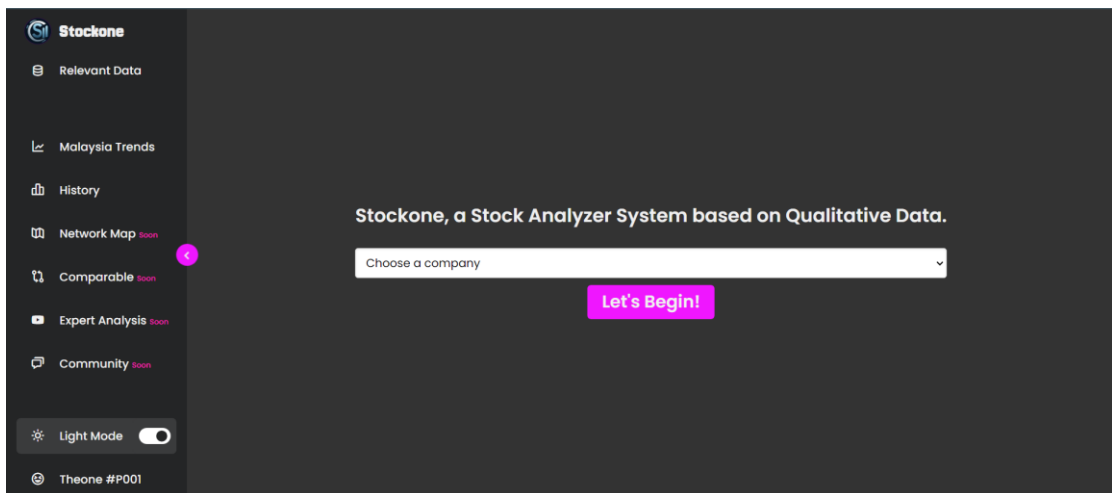 Stockone
Relevant Data
Malaysia Trends
History
Network Map Soon
Comparable Soon
Expert Analysis Soon
Community Soon
Light Mode
Theone #P001
Stockone, a Stock Analyzer System based on Qualitative Data.
Choose a company
Let's Begin!